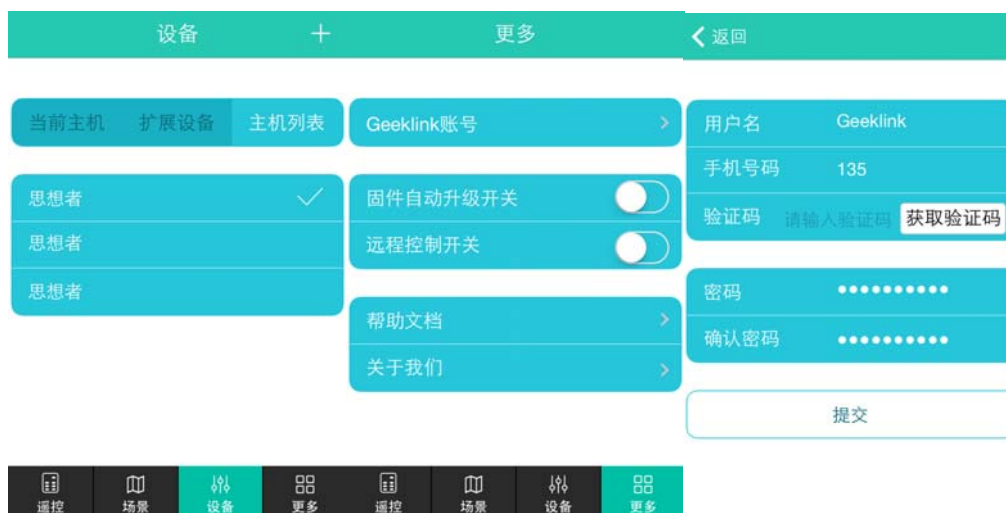 设备
当前主机 扩展设备 主机列表
思想者
思想者
思想者
遥控 场景 设备 更多
更多
Geeklink账号
固件自动升级开关
远程控制开关
帮助文档
关于我们
遥控 场景 设备 更多
返回
用户名 Geeklink
手机号码 135
验证码 请输入验证码 获取验证码
密码
确认密码
提交